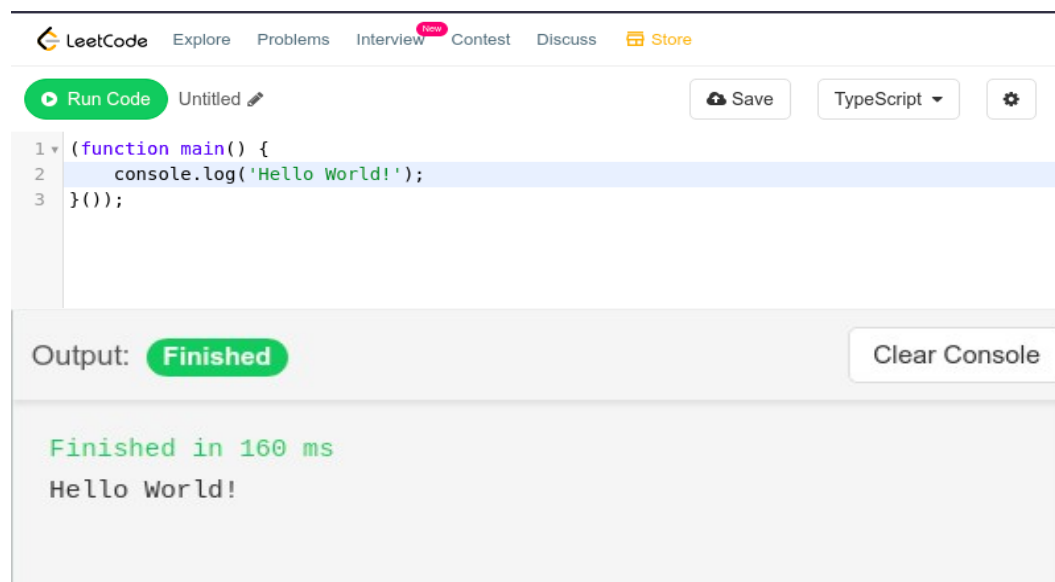 LeetCode Explore Problems Interview New Contest Discuss Store
Run Code Untitled Save TypeScript
1 (function main() {
2 console.log('Hello World!');
3 }());
Output: Finished Clear Console
Finished in 160 ms
Hello World!